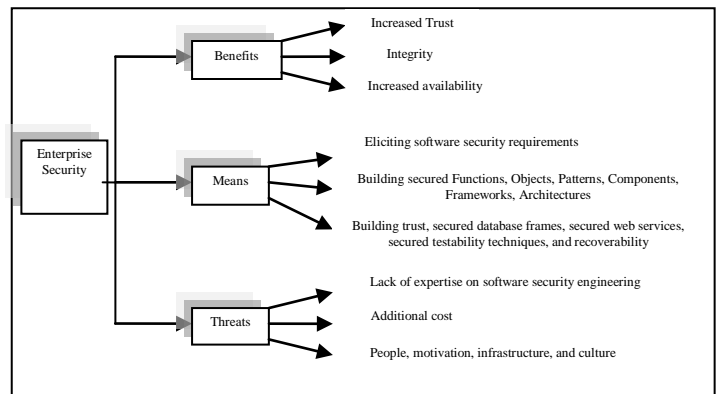 Increased Trust
Benefits
Integrity
Increased availability
Enterprise
Security
Eliciting software security requirements
Means
Building secured Functions, Objects, Patterns, Components,
Frameworks, Architectures
Building trust, secured database frames, secured web services,
secured testability techniques, and recoverability
Lack of expertise on software security engineering
Threats
Additional cost
People, motivation, infrastructure, and culture